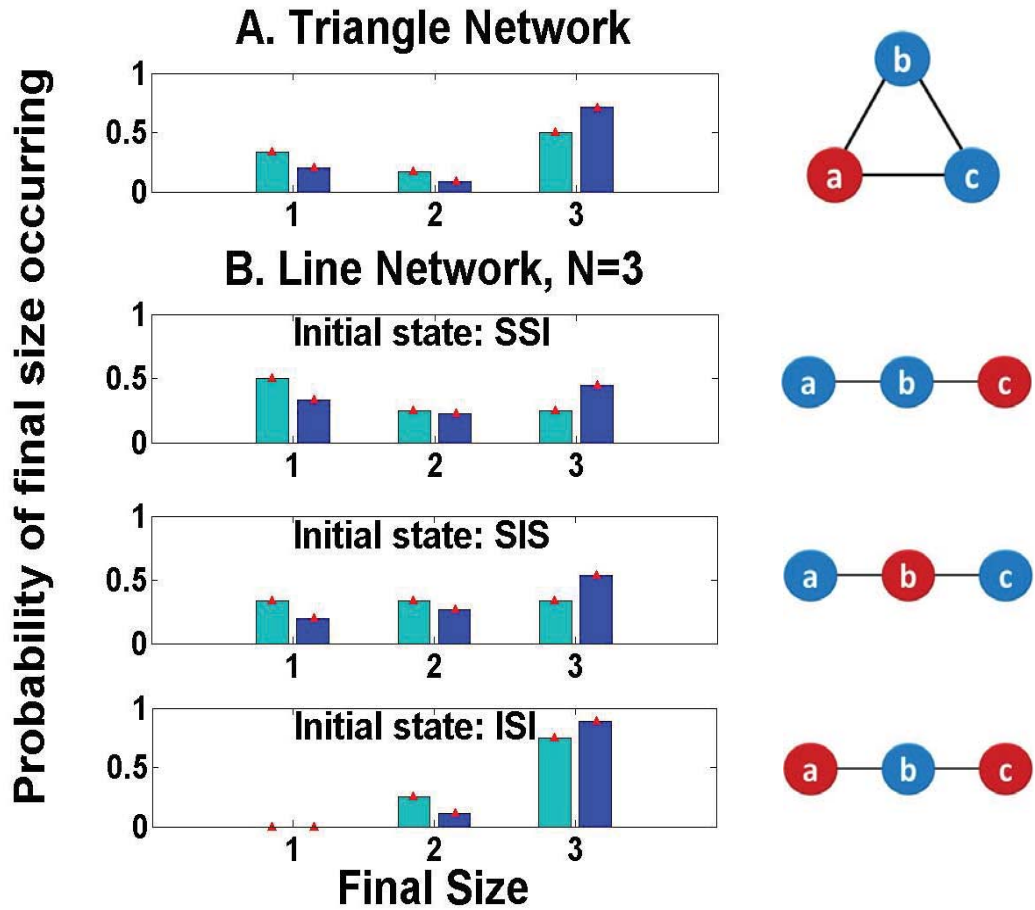 Probability of final size occurring
A. Triangle Network
1
0.5
0
1 2 3
b
a c
B. Line Network, N=3
1
Initial state: SSI
0.5
0
1 2 3
a b c
1
Initial state: SIS
0.5
0
1 2 3
a b c
1
Initial state: ISI
0.5
0
1 2 3
a b c
Final Size